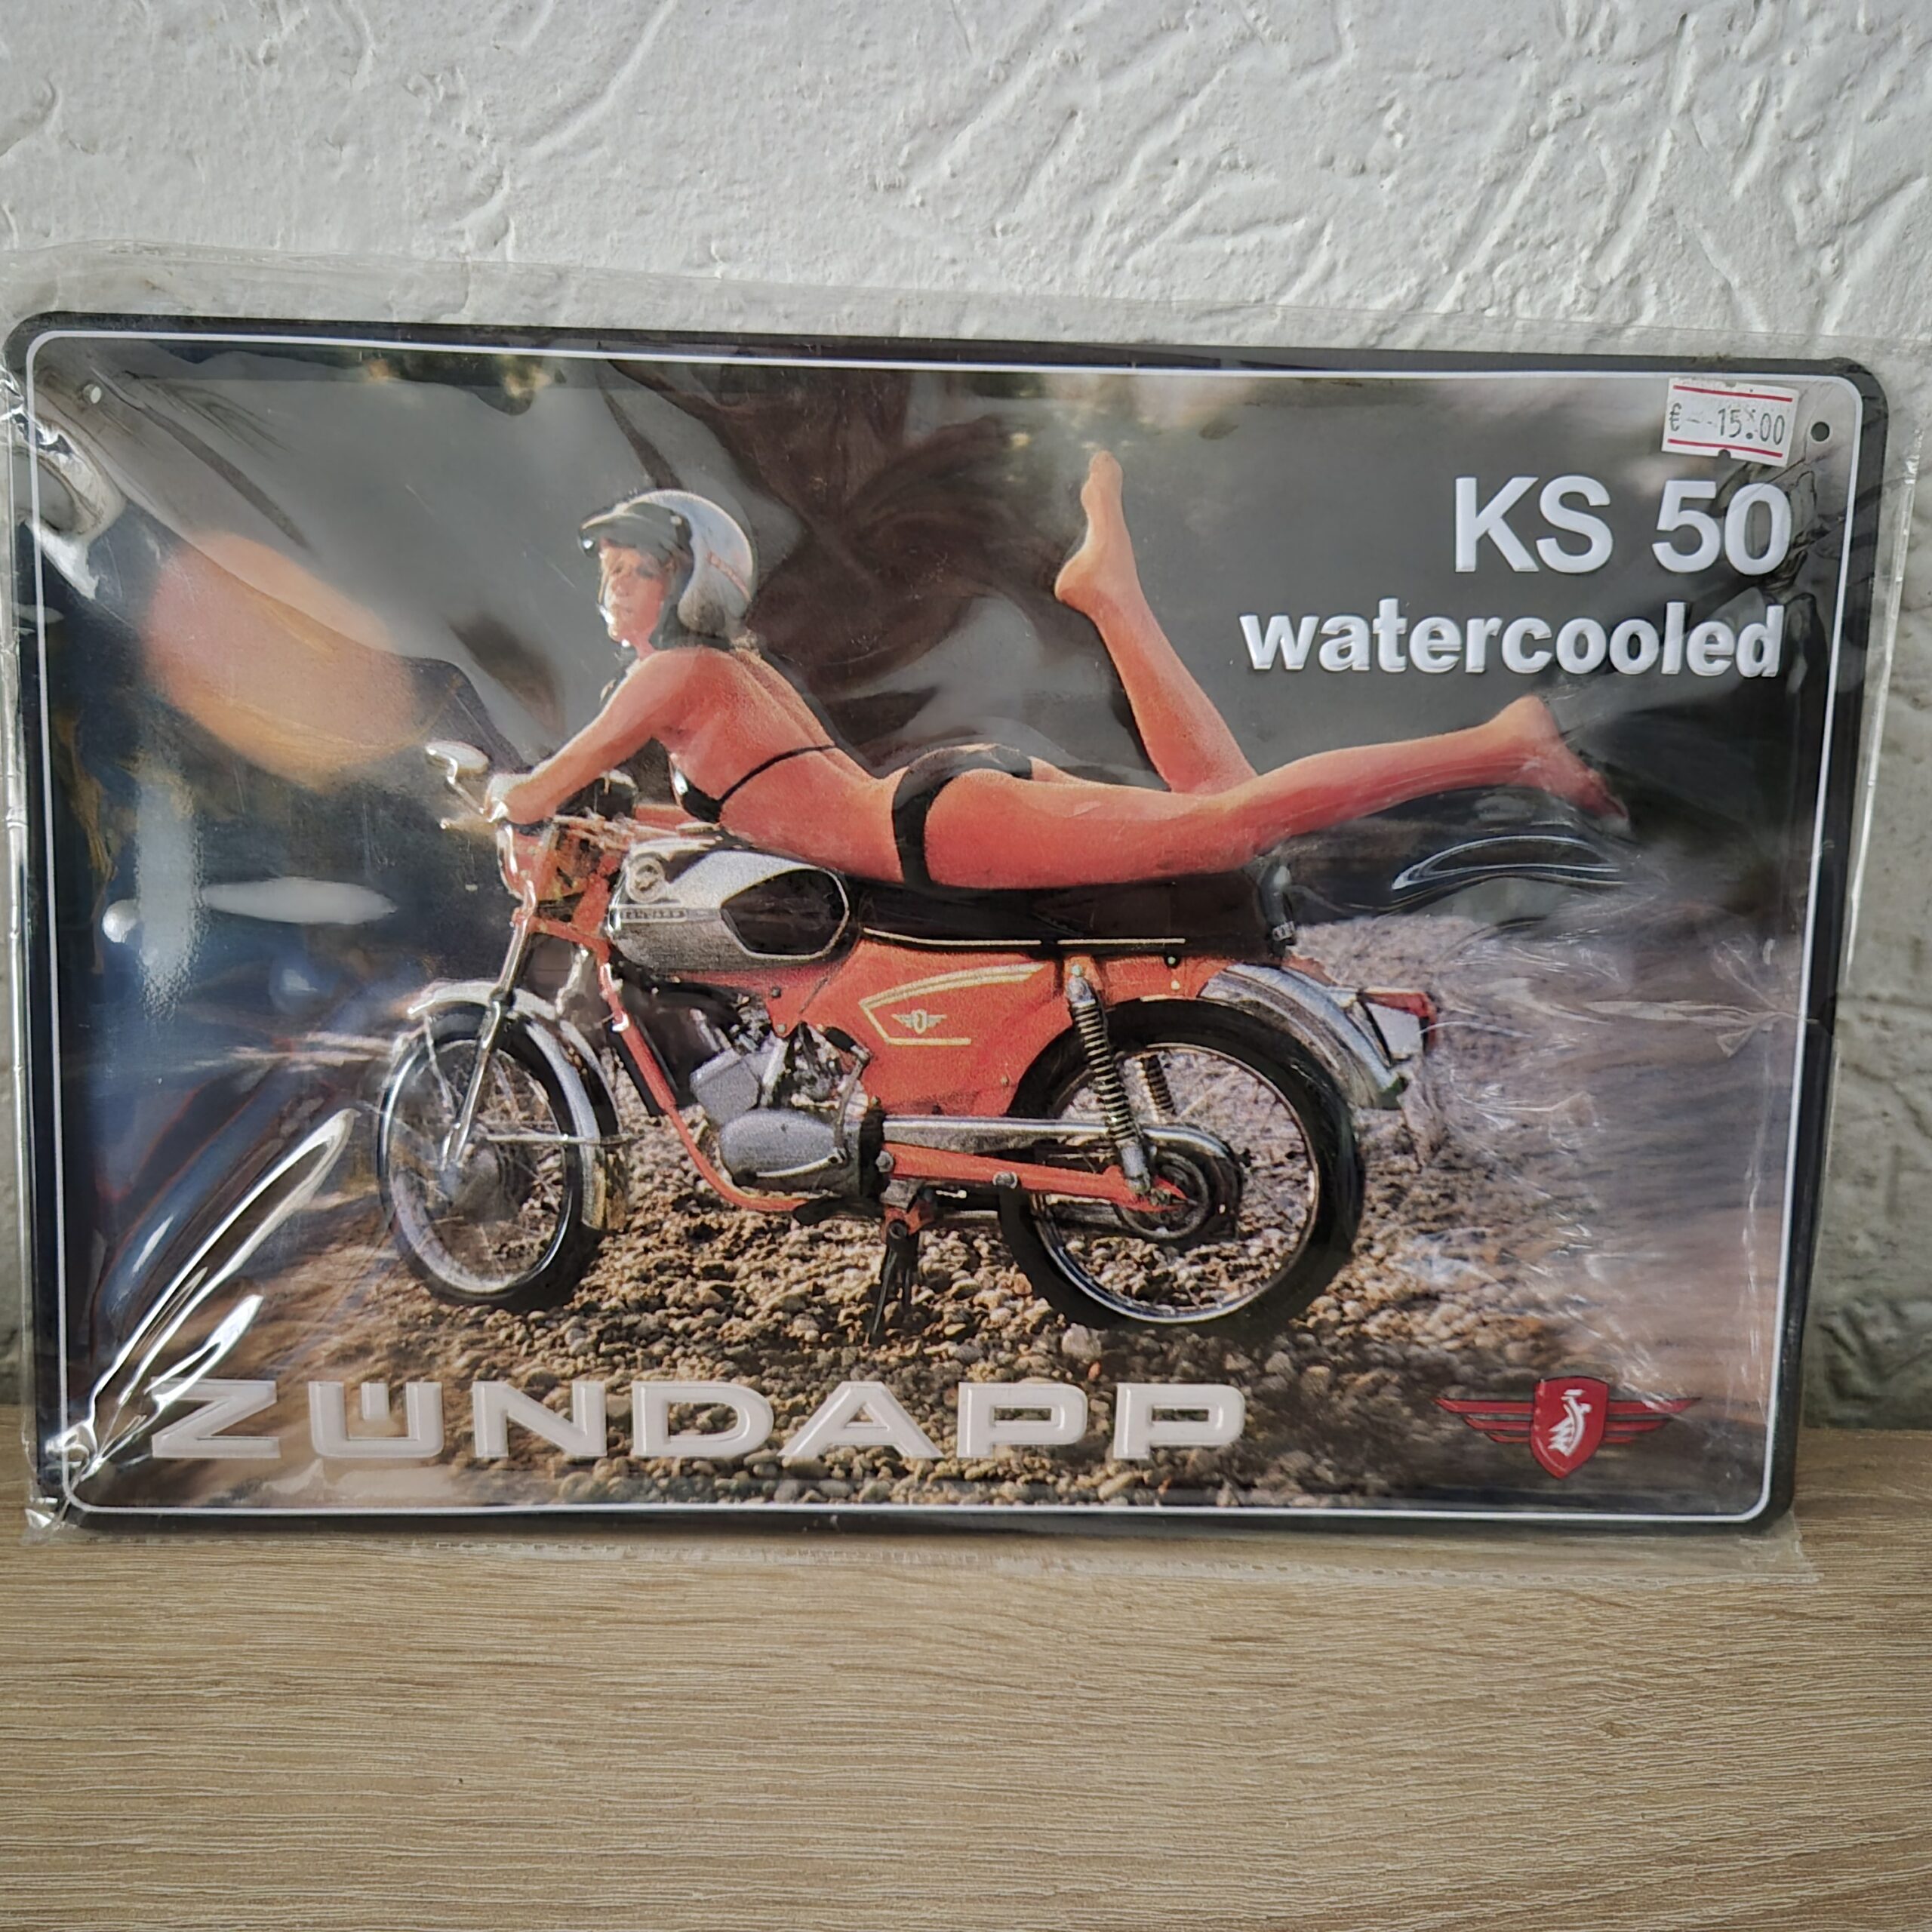 € - -15.00
KS 50
watercooled
ZÜNDAPP